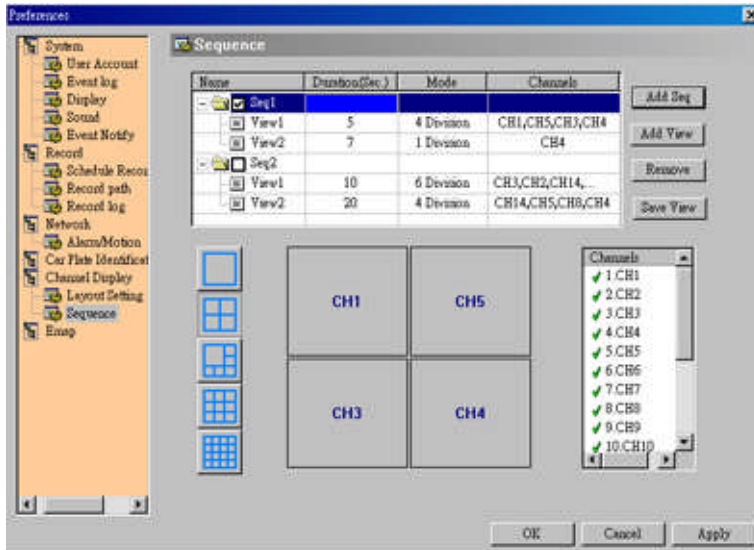 Preferences
System
User Account
Event log
Display
Sound
Event Notify
Record
Schedule Recor
Record path
Record log
Network
Alarm/Motion
Car Plate Identificat
Channel Display
Layout Setting
Sequence
Emap
Sequence
Name Duration(Sec.) Mode Channels
Seq1
View1 5 4 Division CH1,CH5,CH3,CH4
View2 7 1 Division CH4
Seq2
View1 10 6 Division CH3,CH2,CH14,...
View2 20 4 Division CH14,CH5,CH8,CH4
Add Seq
Add View
Remove
Save View
CH1 CH5
CH3 CH4
Channels
1.CH1
2.CH2
3.CH3
4.CH4
5.CH5
6.CH6
7.CH7
8.CH8
9.CH9
10.CH10
OK Cancel Apply